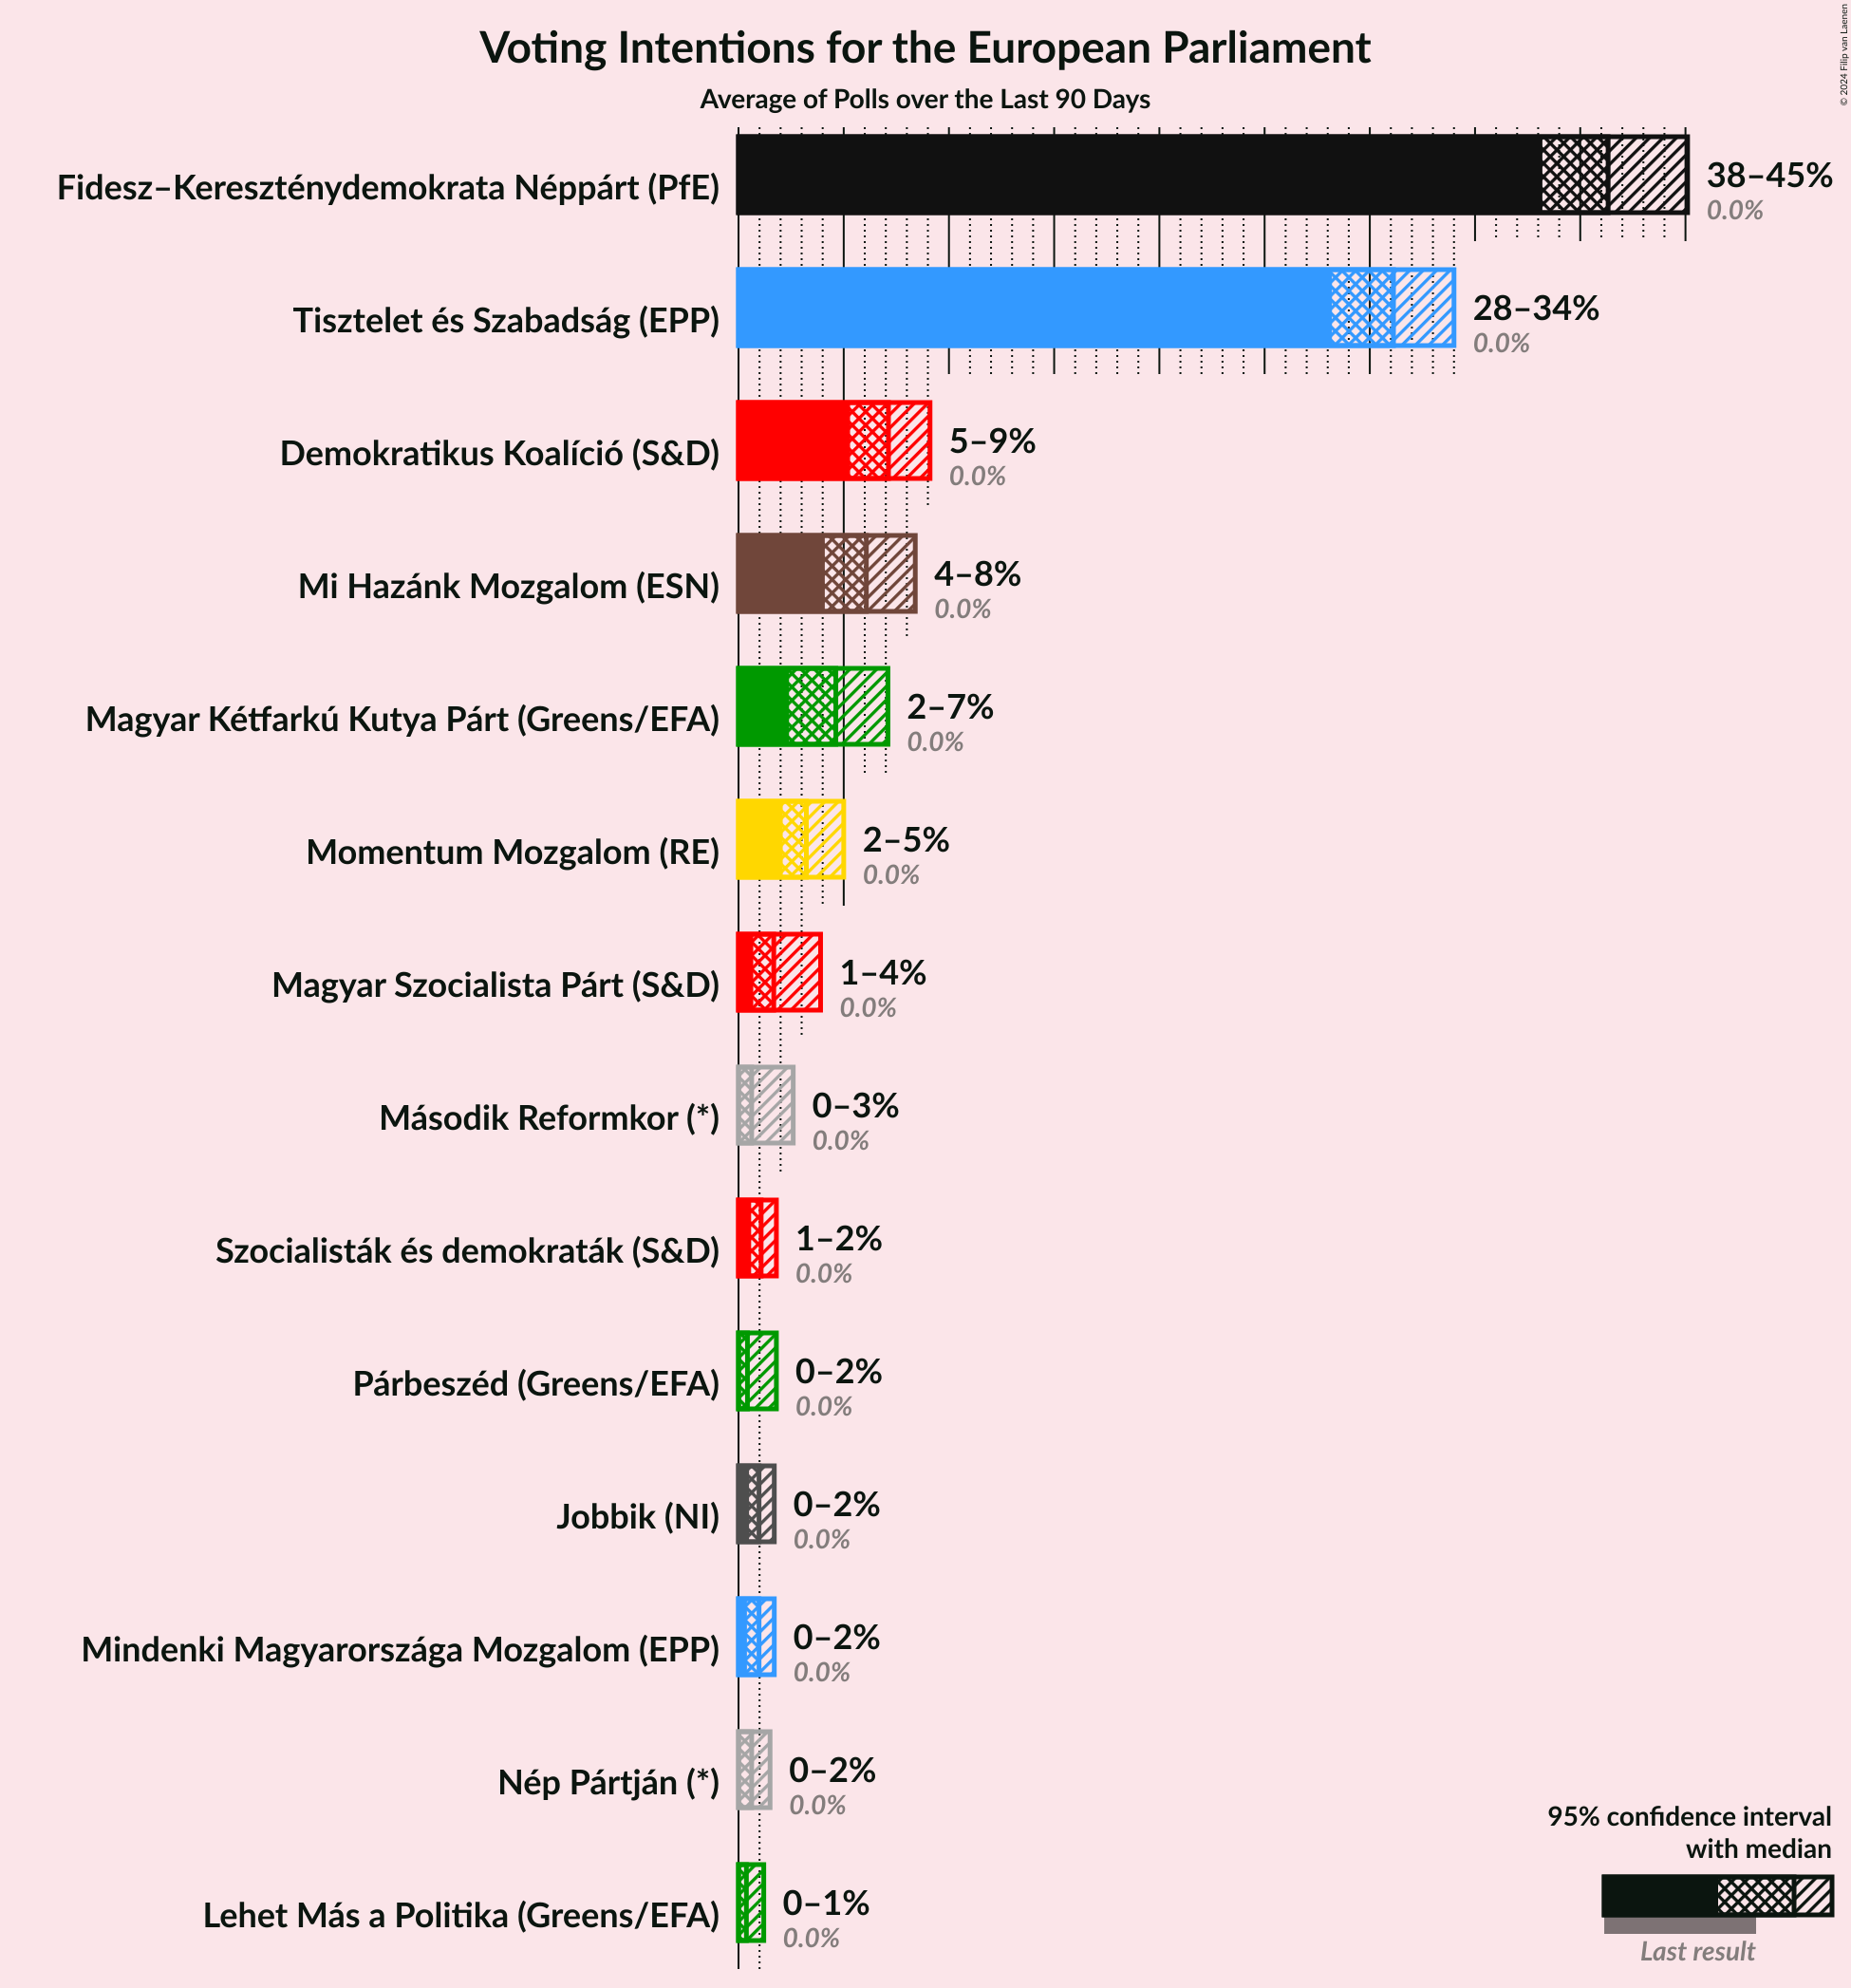 Voting Intentions for the European Parliament
Average of Polls over the Last 90 Days
© 2024 Filip van Laenen
Fidesz–Kereszténydemokrata Néppárt (PfE)
38–45%
0.0%
Tisztelet és Szabadság (EPP)
28–34%
0.0%
Demokratikus Koalíció (S&D)
5–9%
0.0%
Mi Hazánk Mozgalom (ESN)
4–8%
0.0%
Magyar Kétfarkú Kutya Párt (Greens/EFA)
2–7%
0.0%
Momentum Mozgalom (RE)
2–5%
0.0%
Magyar Szocialista Párt (S&D)
1–4%
0.0%
Második Reformkor (*)
0–3%
0.0%
Szocialisták és demokraták (S&D)
1–2%
0.0%
Párbeszéd (Greens/EFA)
0–2%
0.0%
Jobbik (NI)
0–2%
0.0%
Mindenki Magyarországa Mozgalom (EPP)
0–2%
0.0%
Nép Pártján (*)
0–2%
0.0%
Lehet Más a Politika (Greens/EFA)
0–1%
0.0%
95% confidence interval
with median
Last result